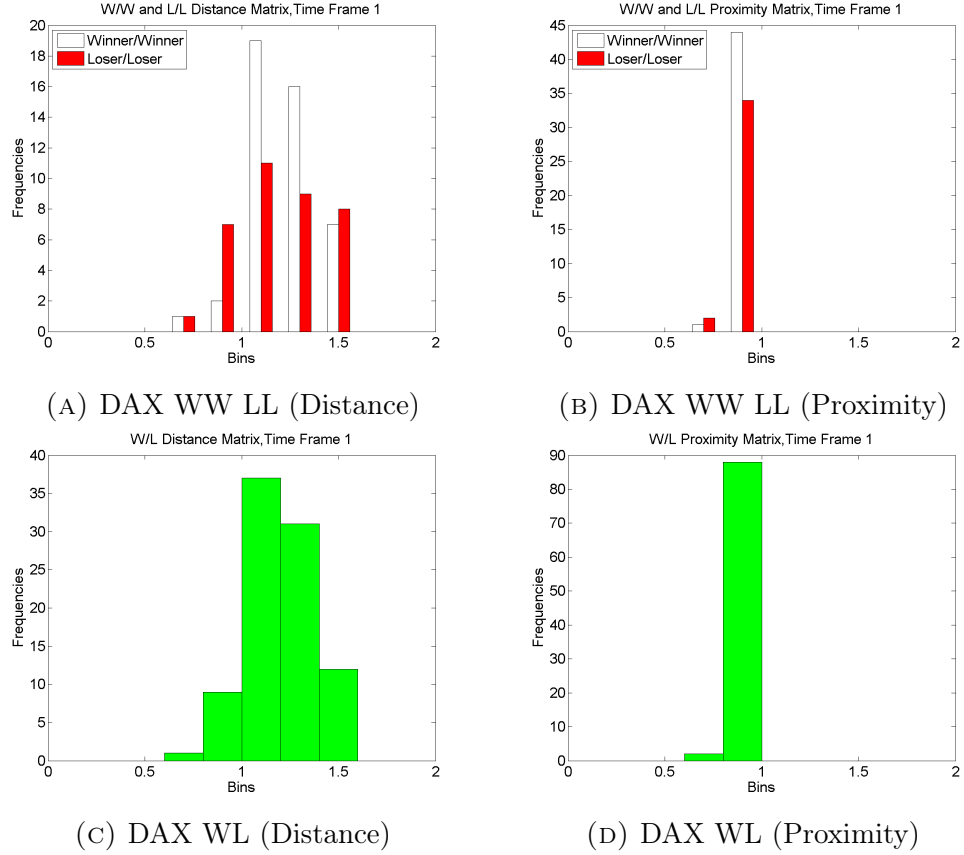 W/W and L/L Distance Matrix,Time Frame 1
20
18
16
14
12
10
8
6
4
2
0
Frequencies
Winner/Winner
Loser/Loser
0 0.5 1 1.5 2
Bins
(A) DAX WW LL (Distance)
W/W and L/L Proximity Matrix,Time Frame 1
45
40
35
30
25
20
15
10
5
0
Frequencies
Winner/Winner
Loser/Loser
0 0.5 1 1.5 2
Bins
(B) DAX WW LL (Proximity)
W/L Distance Matrix,Time Frame 1
40
35
30
25
20
15
10
5
0
Frequencies
0 0.5 1 1.5 2
Bins
(C) DAX WL (Distance)
W/L Proximity Matrix,Time Frame 1
90
80
70
60
50
40
30
20
10
0
Frequencies
0 0.5 1 1.5 2
Bins
(D) DAX WL (Proximity)